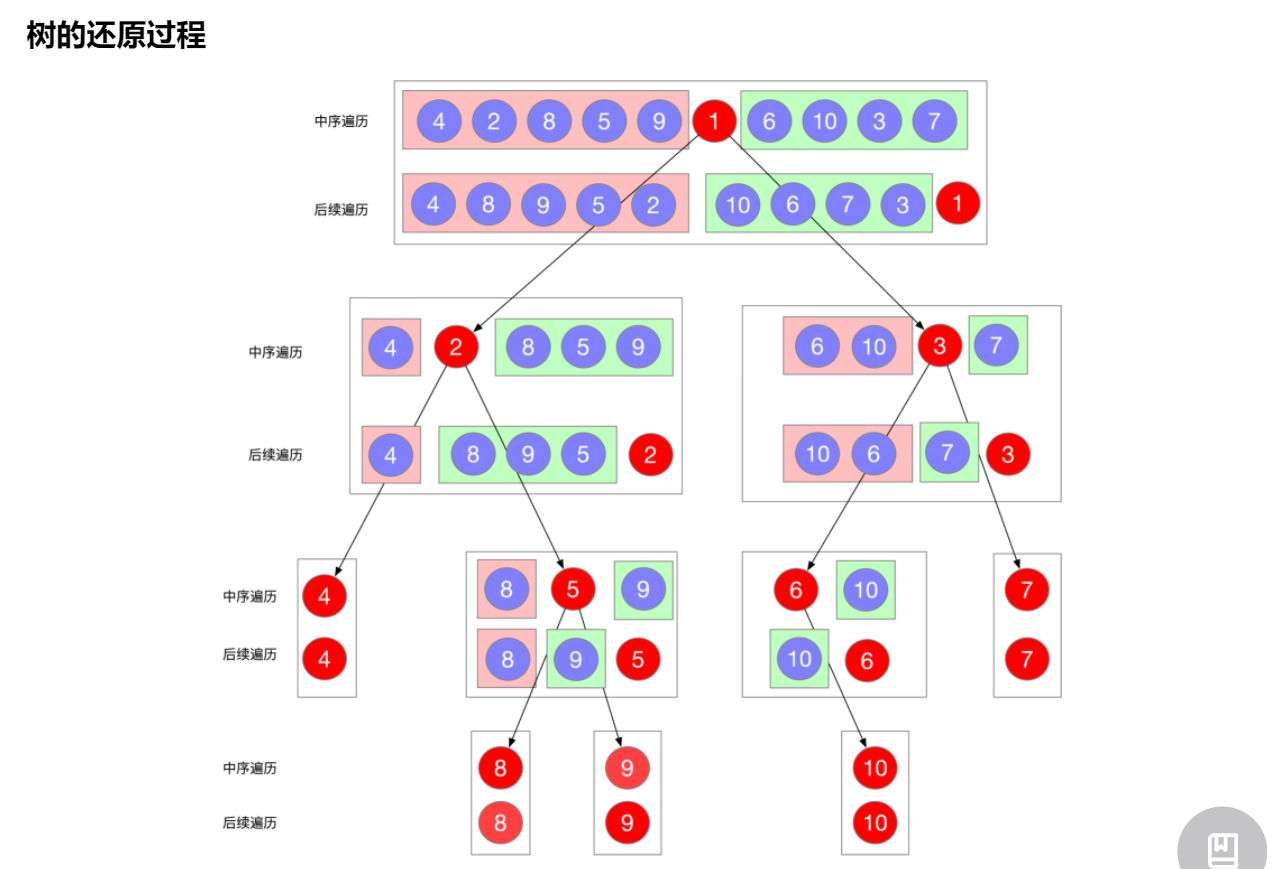 树的还原过程
中序遍历 4 2 8 5 9 1 6 10 3 7
后续遍历 4 8 9 5 2 10 6 7 3 1
中序遍历 4 2 8 5 9 6 10 3 7
后续遍历 4 8 9 5 2 10 6 7 3
中序遍历 4 8 5 9 6 10 7
后续遍历 4 8 9 5 10 6 7
中序遍历 8 9 10
后续遍历 8 9 10